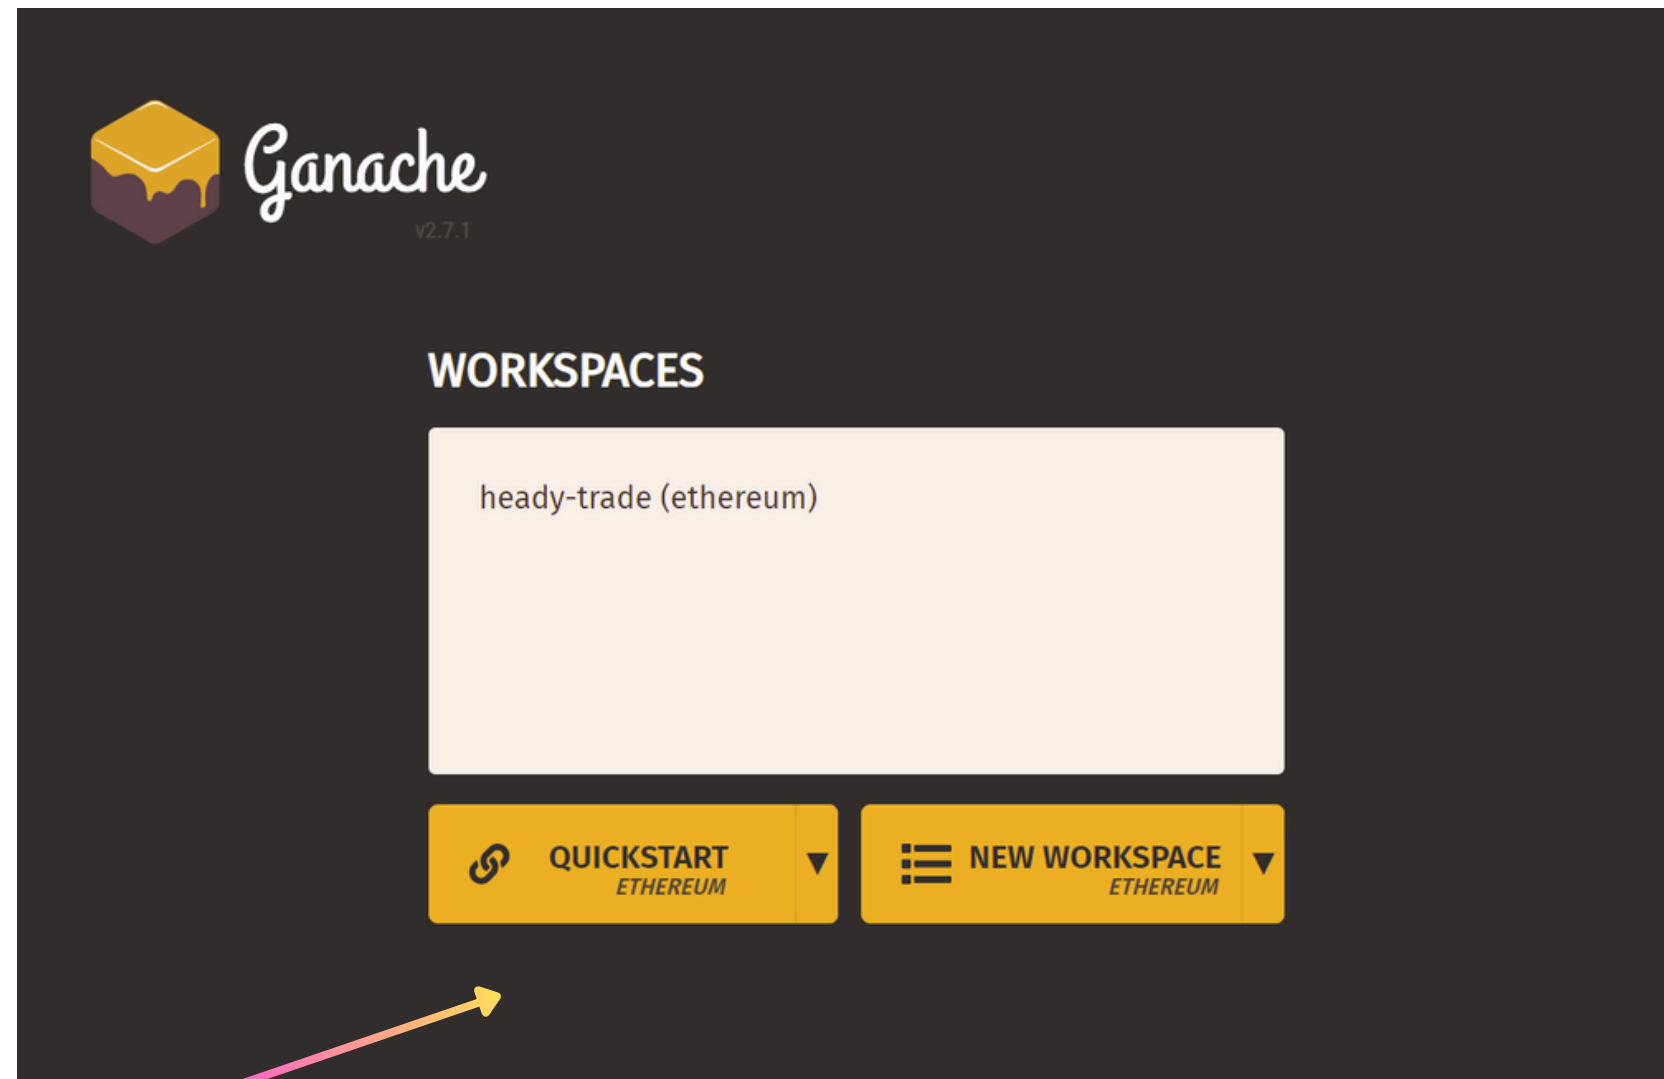 Ganache
v2.7.1
WORKSPACES
heady-trade (ethereum)
QUICKSTART
ETHEREUM
▼
NEW WORKSPACE
ETHEREUM
▼